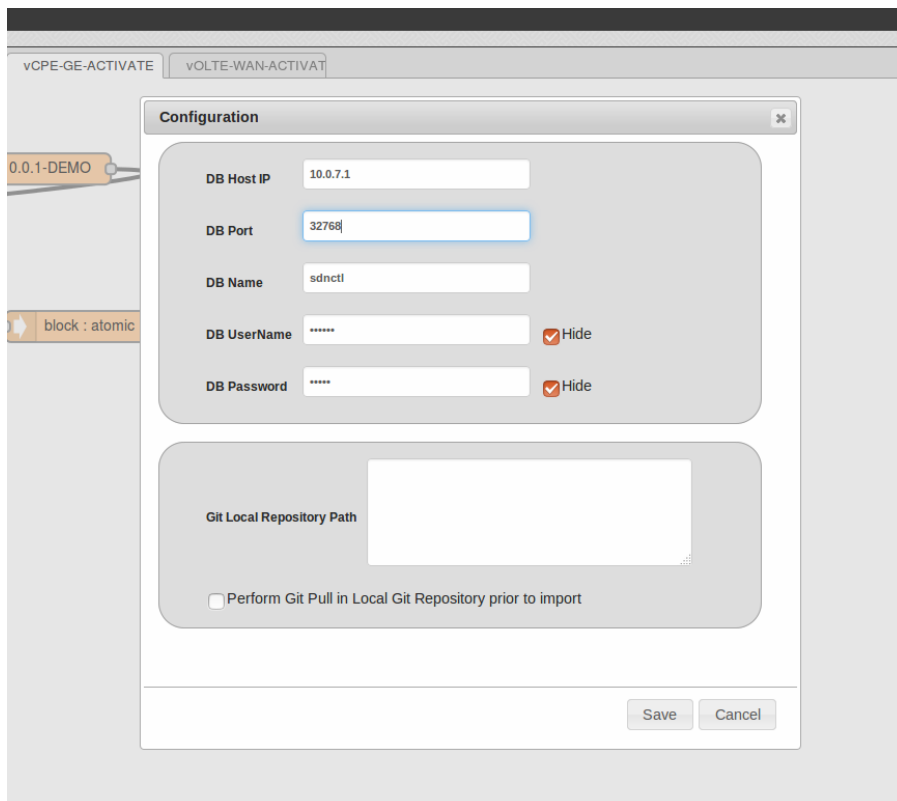 vCPE-GE-ACTIVATE
vOLTE-WAN-ACTIVAT
Configuration
0.0.1-DEMO
DB Host IP
10.0.7.1
DB Port
32768
DB Name
sdnctl
block : atomic
DB UserName
••••••
Hide
DB Password
•••••
Hide
Git Local Repository Path
Perform Git Pull in Local Git Repository prior to import
Save
Cancel